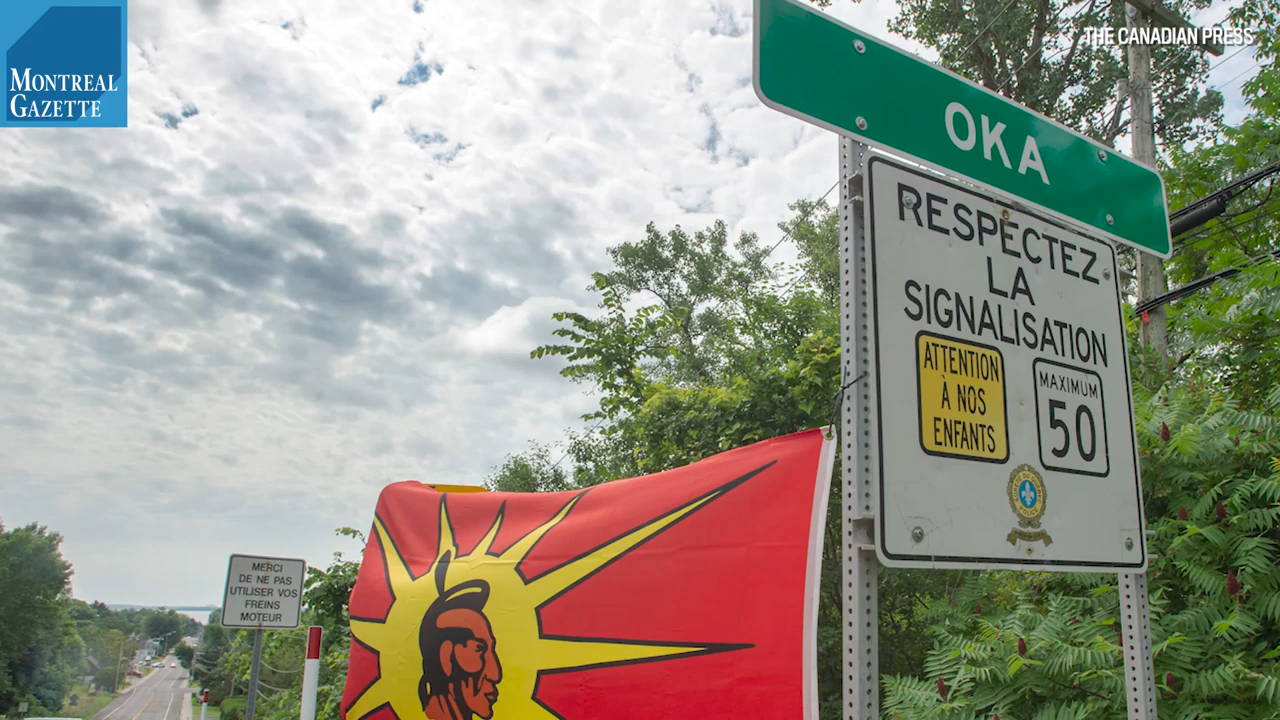 MONTREAL
GAZETTE
THE CANADIAN PRESS
OKA
RESPECTEZ
LA
SIGNALISATION
ATTENTION
À NOS
ENFANTS
MAXIMUM
50
MERCI
DE NE PAS
UTILISER VOS
FREINS
MOTEUR